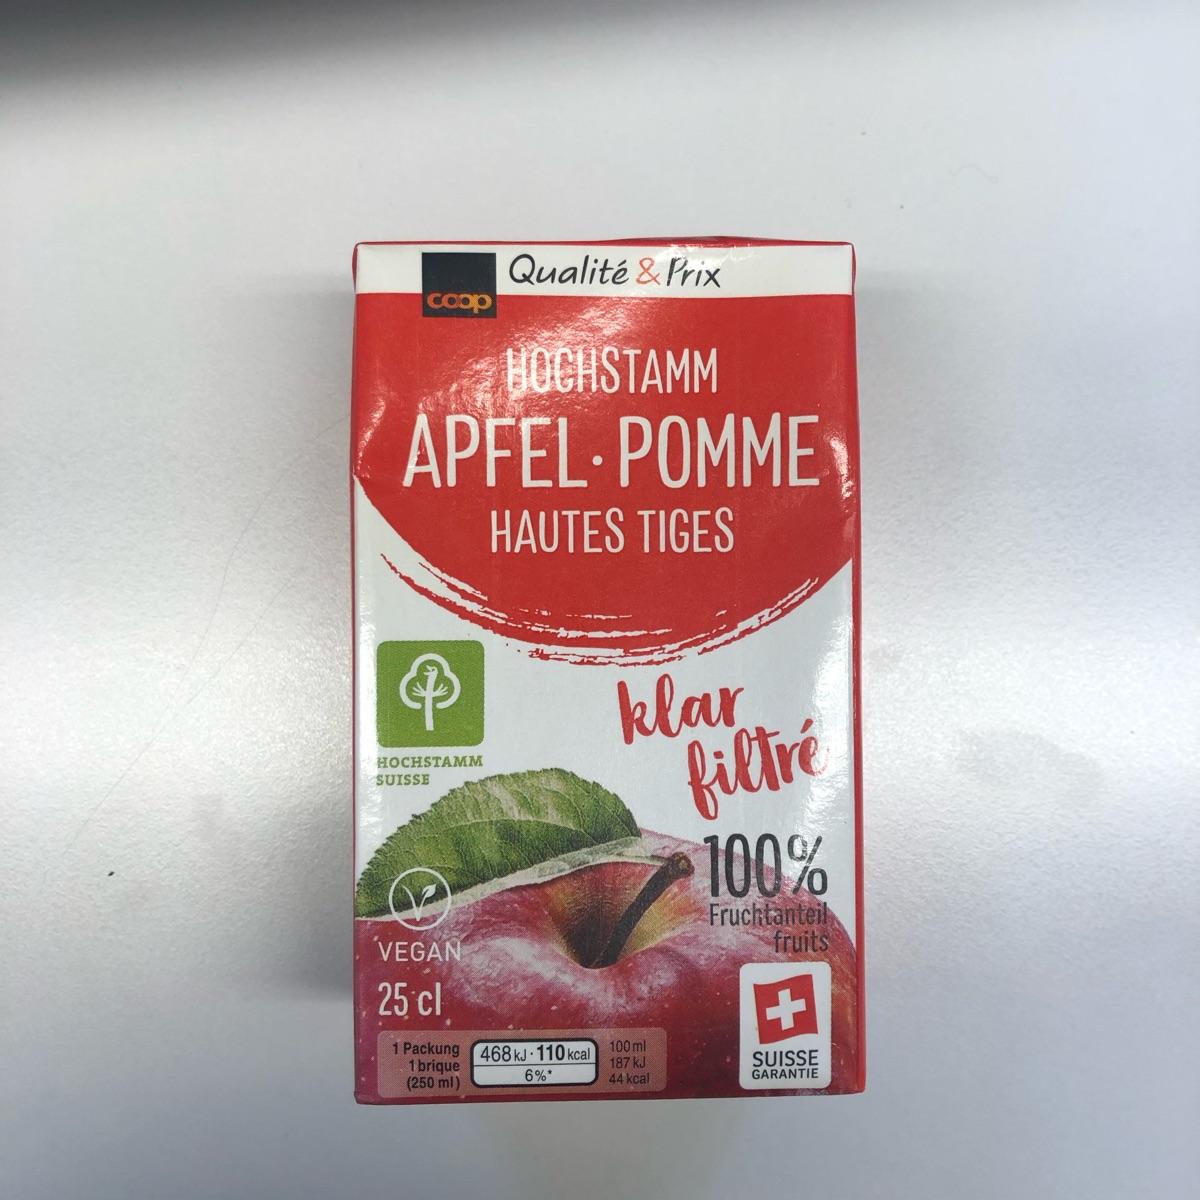 coop
Qualité & Prix
HOCHSTAMM
APFEL · POMME
HAUTES TIGES
HOCHSTAMM
SUISSE
klar
filtré
100%
Fruchtanteil
fruits
VEGAN
25 cl
1 Packung
1 brique
(250 ml)
468 kJ · 110 kcal
6%*
100 ml
187 kJ
44 kcal
SUISSE
GARANTIE